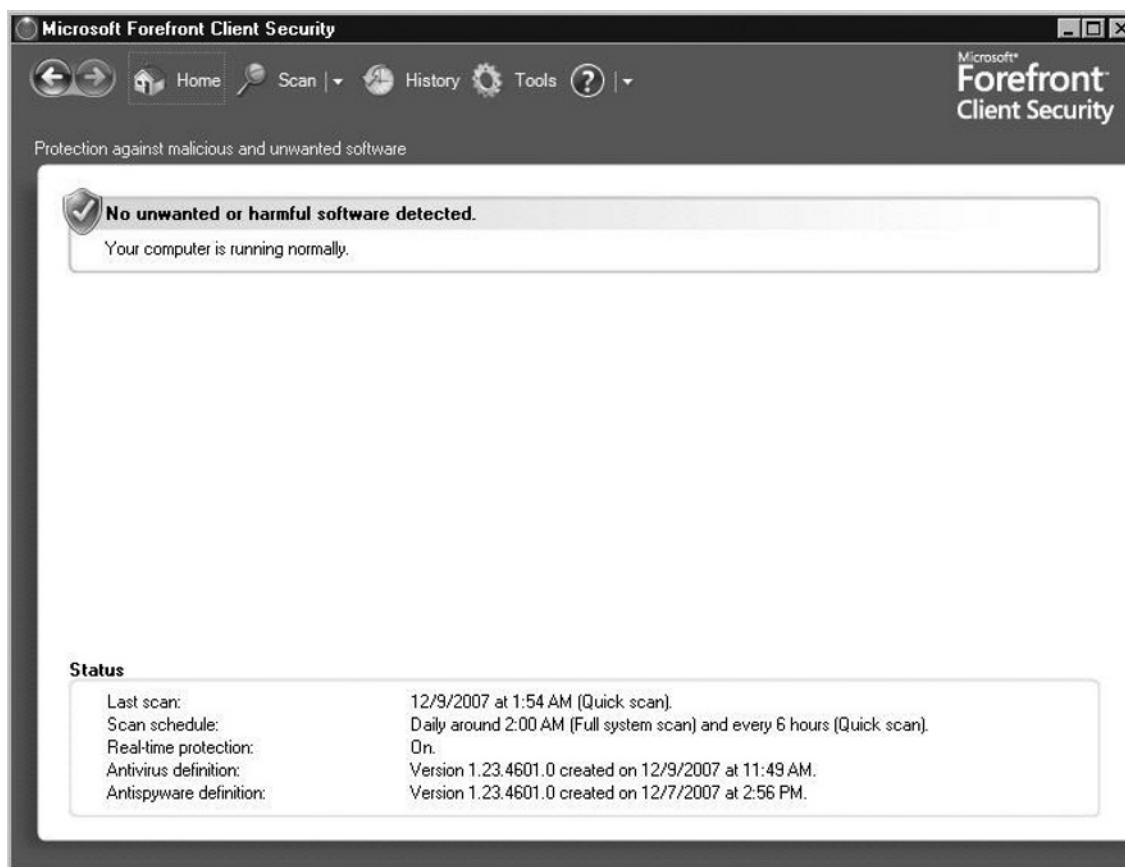 Microsoft Forefront Client Security
Home Scan History Tools ?
Microsoft®
Forefront™
Client Security
Protection against malicious and unwanted software
No unwanted or harmful software detected.
Your computer is running normally.
Status
Last scan: 12/9/2007 at 1:54 AM (Quick scan).
Scan schedule: Daily around 2:00 AM (Full system scan) and every 6 hours (Quick scan).
Real-time protection: On.
Antivirus definition: Version 1.23.4601.0 created on 12/9/2007 at 11:49 AM.
Antispyware definition: Version 1.23.4601.0 created on 12/7/2007 at 2:56 PM.